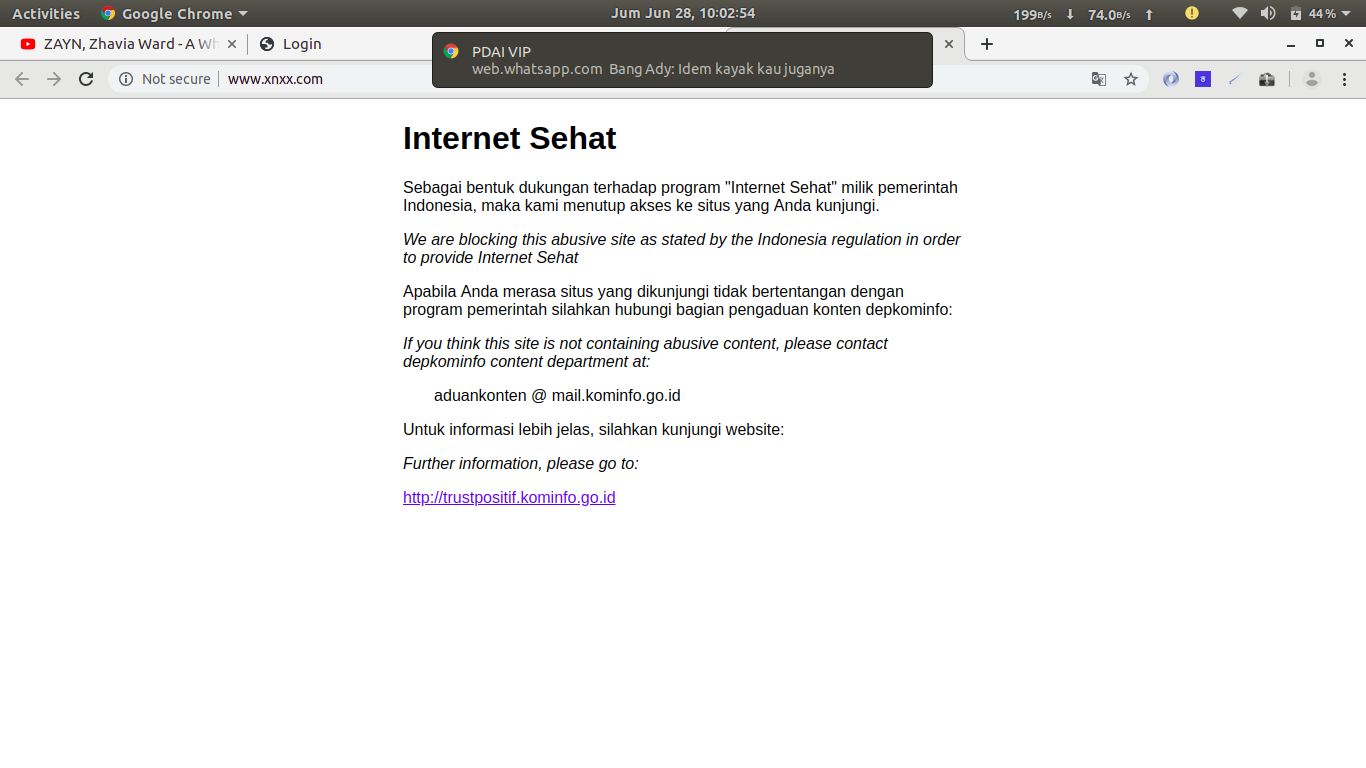 Activities Google Chrome Jum Jun 28, 10:02:54 199B/s 74.0B/s 44%
ZAYN, Zhavia Ward - A Wh Login
PDAI VIP
web.whatsapp.com Bang Ady: Idem kayak kau juganya
Not secure www.xnxx.com
Internet Sehat
Sebagai bentuk dukungan terhadap program "Internet Sehat" milik pemerintah
Indonesia, maka kami menutup akses ke situs yang Anda kunjungi.
We are blocking this abusive site as stated by the Indonesia regulation in order
to provide Internet Sehat
Apabila Anda merasa situs yang dikunjungi tidak bertentangan dengan
program pemerintah silahkan hubungi bagian pengaduan konten depkominfo:
If you think this site is not containing abusive content, please contact
depkominfo content department at:
aduankonten @ mail.kominfo.go.id
Untuk informasi lebih jelas, silahkan kunjungi website:
Further information, please go to:
http://trustpositif.kominfo.go.id